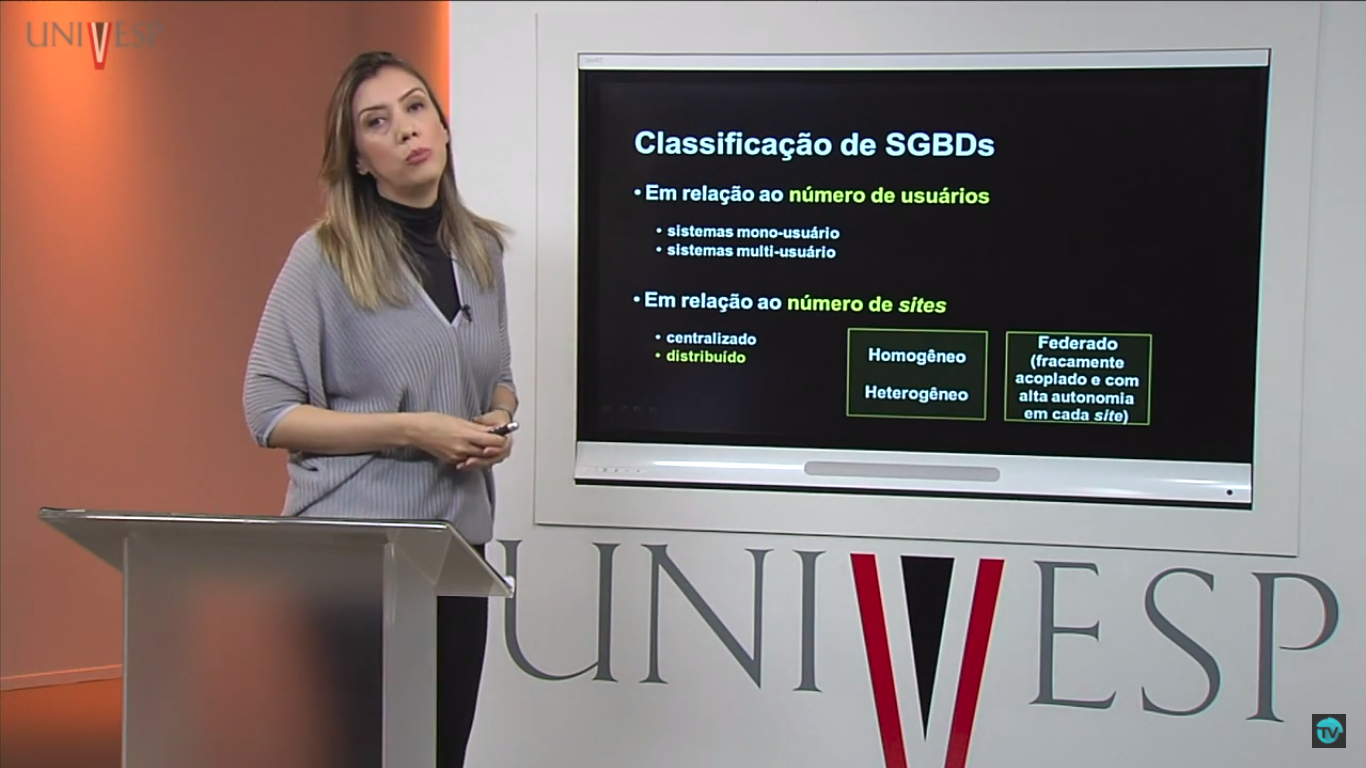 UNIVESP
Classificação de SGBDs
• Em relação ao número de usuários
• sistemas mono-usuário
• sistemas multi-usuário
• Em relação ao número de sites
• centralizado
• distribuído
Homogêneo
Heterogêneo
Federado
(fracamente
acoplado e com
alta autonomia
em cada site)
UNIVESP
TV